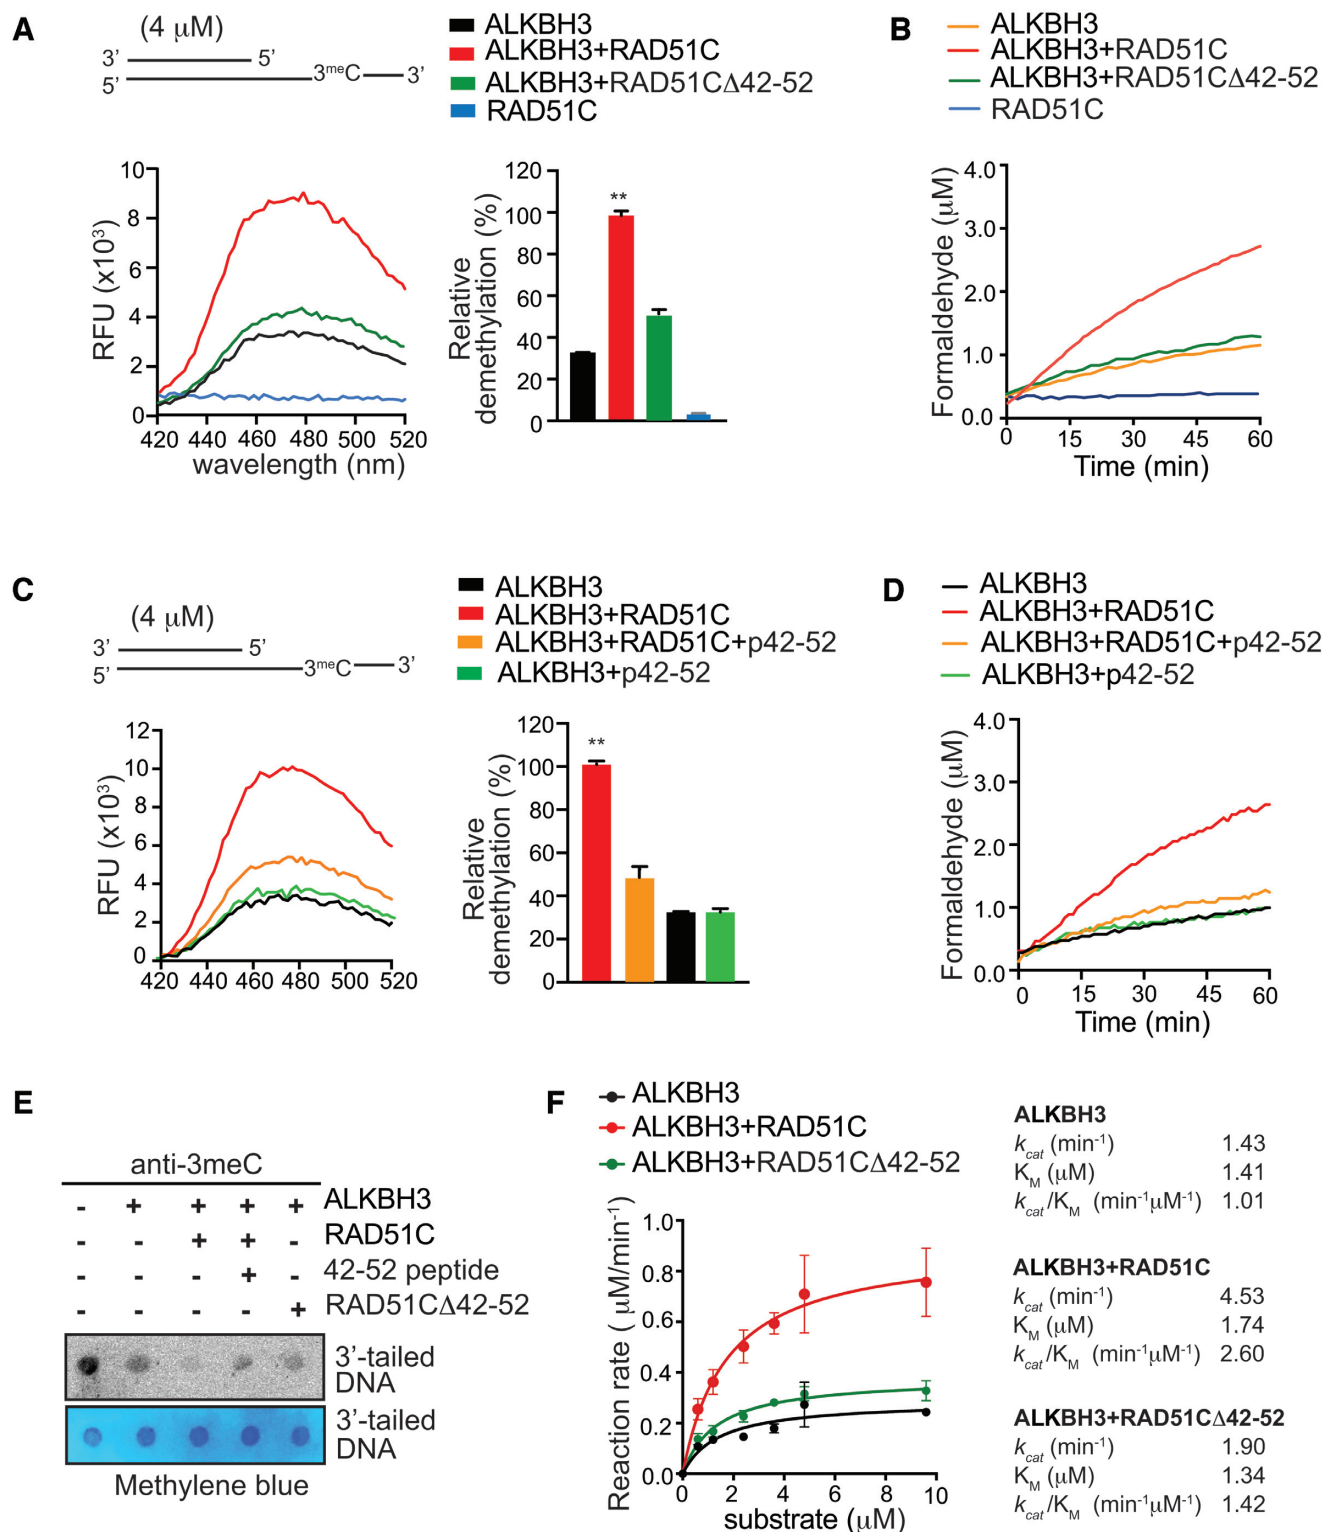 A
(4 μM)
3’ 5’
5’ 3meC 3’
ALKBH3
ALKBH3+RAD51C
ALKBH3+RAD51CΔ42-52
RAD51C
RFU (x10³)
10
8
6
4
2
0
420 440 460 480 500 520
wavelength (nm)
Relative demethylation (%)
120
100
80
60
40
20
0
**
B
ALKBH3
ALKBH3+RAD51C
ALKBH3+RAD51CΔ42-52
RAD51C
Formaldehyde (μM)
4.0
3.0
2.0
1.0
0.0
0 15 30 45 60
Time (min)
C
(4 μM)
3’ 5’
5’ 3meC 3’
ALKBH3
ALKBH3+RAD51C
ALKBH3+RAD51C+p42-52
ALKBH3+p42-52
RFU (x10³)
12
10
8
6
4
2
0
420 440 460 480 500 520
Relative demethylation (%)
120
100
80
60
40
20
0
**
D
ALKBH3
ALKBH3+RAD51C
ALKBH3+RAD51C+p42-52
ALKBH3+p42-52
Formaldehyde (μM)
4.0
3.0
2.0
1.0
0.0
0 15 30 45 60
Time (min)
E
anti-3meC
- + + + + ALKBH3
- - + + - RAD51C
- - - + - 42-52 peptide
- - - - + RAD51CΔ42-52
3’-tailed
DNA
3’-tailed
DNA
Methylene blue
F
ALKBH3
ALKBH3+RAD51C
ALKBH3+RAD51CΔ42-52
Reaction rate ( μM/min⁻¹)
1.0
0.8
0.6
0.4
0.2
0.0
0 2 4 6 8 10
substrate (μM)
ALKBH3
kcat (min⁻¹) 1.43
KM (μM) 1.41
kcat/KM (min⁻¹μM⁻¹) 1.01
ALKBH3+RAD51C
kcat (min⁻¹) 4.53
KM (μM) 1.74
kcat/KM (min⁻¹μM⁻¹) 2.60
ALKBH3+RAD51CΔ42-52
kcat (min⁻¹) 1.90
KM (μM) 1.34
kcat/KM (min⁻¹μM⁻¹) 1.42